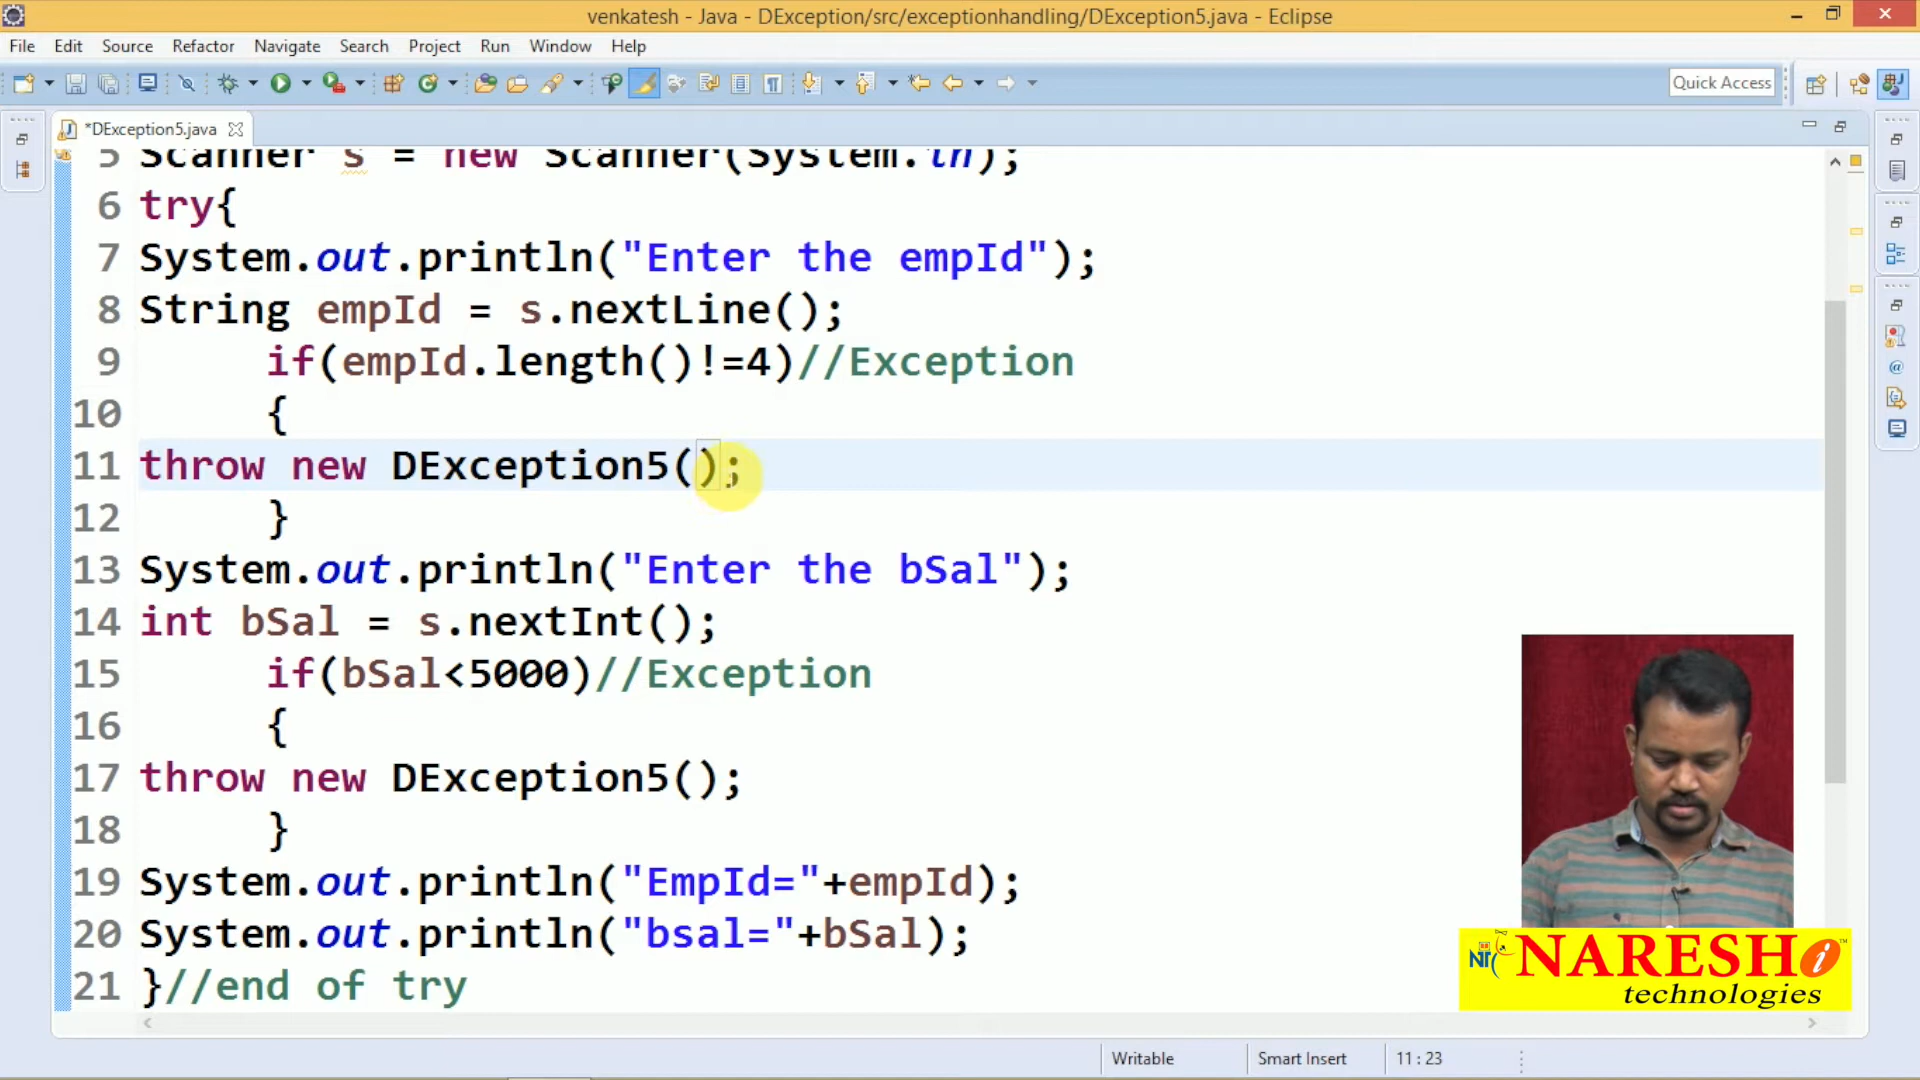 venkatesh - Java - DException/src/exceptionhandling/DException5.java - Eclipse
File Edit Source Refactor Navigate Search Project Run Window Help
Quick Access
*DException5.java
5 Scanner s = new Scanner(System.in);
6 try{
7 System.out.println("Enter the empId");
8 String empId = s.nextLine();
9 if(empId.length()!=4)//Exception
10 {
11 throw new DException5();
12 }
13 System.out.println("Enter the bSal");
14 int bSal = s.nextInt();
15 if(bSal<5000)//Exception
16 {
17 throw new DException5();
18 }
19 System.out.println("EmpId="+empId);
20 System.out.println("bsal="+bSal);
21 }//end of try
NARESH i
technologies
Writable Smart Insert 11 : 23